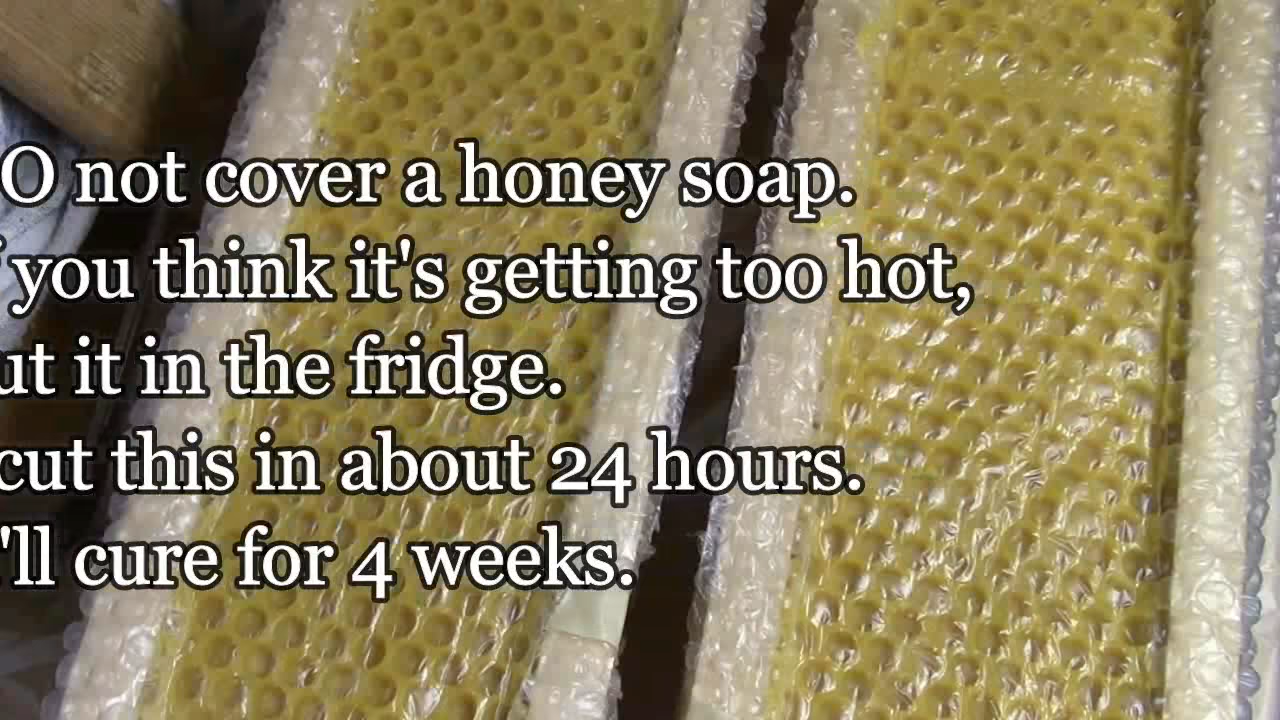 O not cover a honey soap.
you think it's getting too hot,
ut it in the fridge.
cut this in about 24 hours.
'll cure for 4 weeks.